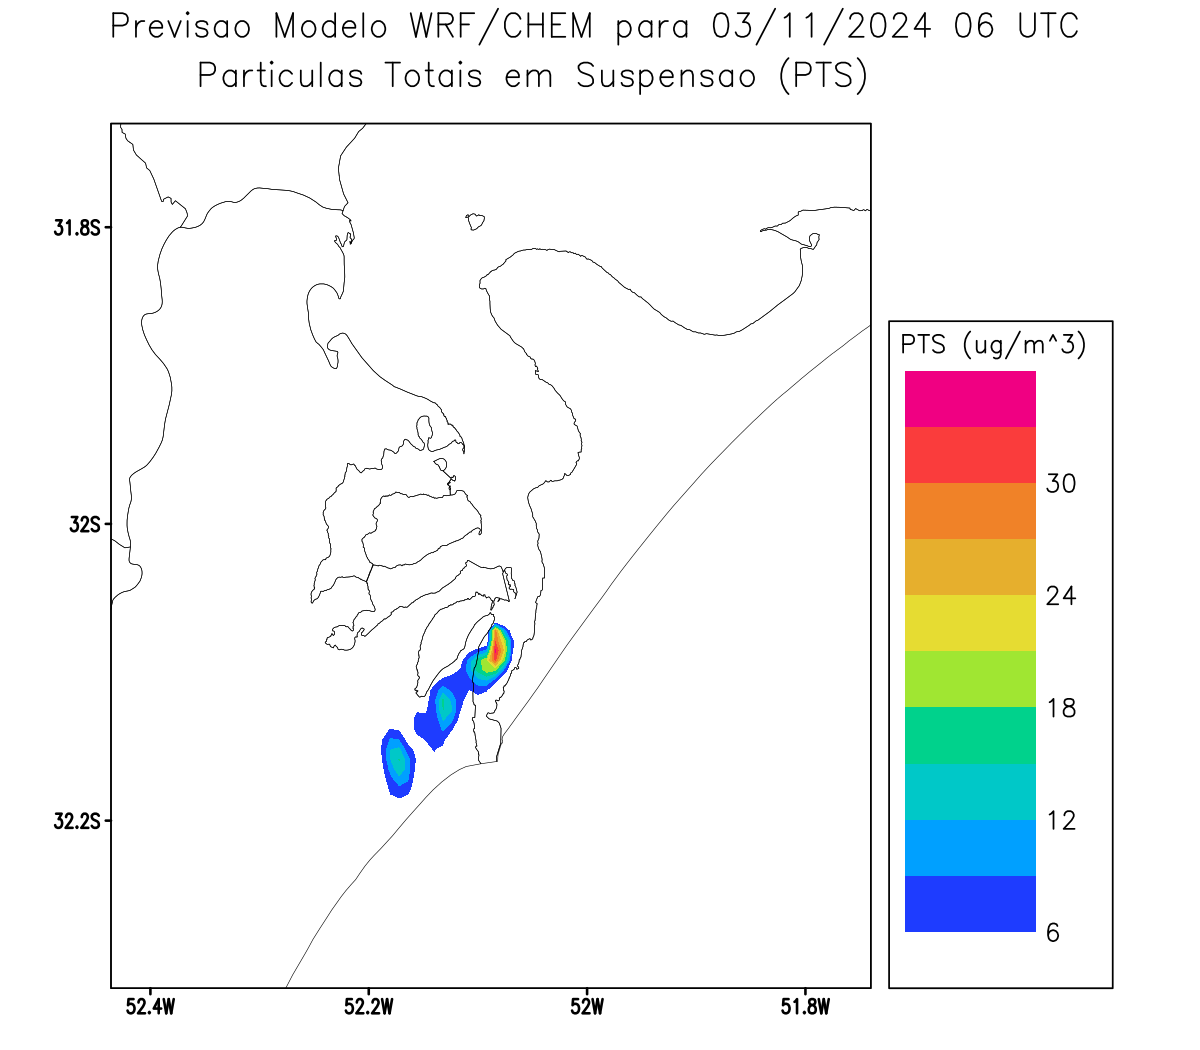 Previsao Modelo WRF/CHEM para 03/11/2024 06 UTC
Particulas Totais em Suspensao (PTS)
31.8S
32S
32.2S
52.4W
52.2W
52W
51.8W
PTS (ug/m^3)
30
24
18
12
6